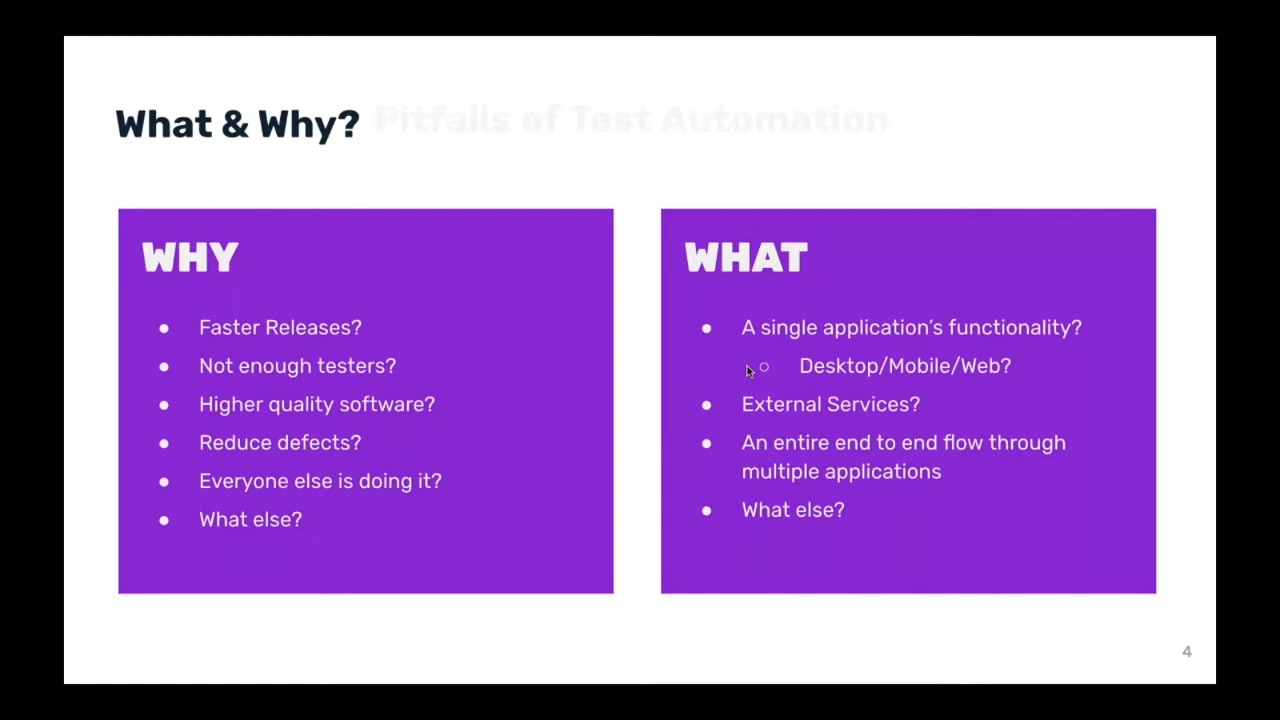 What & Why? Pitfalls of Test Automation
WHY
● Faster Releases?
● Not enough testers?
● Higher quality software?
● Reduce defects?
● Everyone else is doing it?
● What else?
WHAT
● A single application's functionality?
○ Desktop/Mobile/Web?
● External Services?
● An entire end to end flow through
multiple applications
● What else?
4